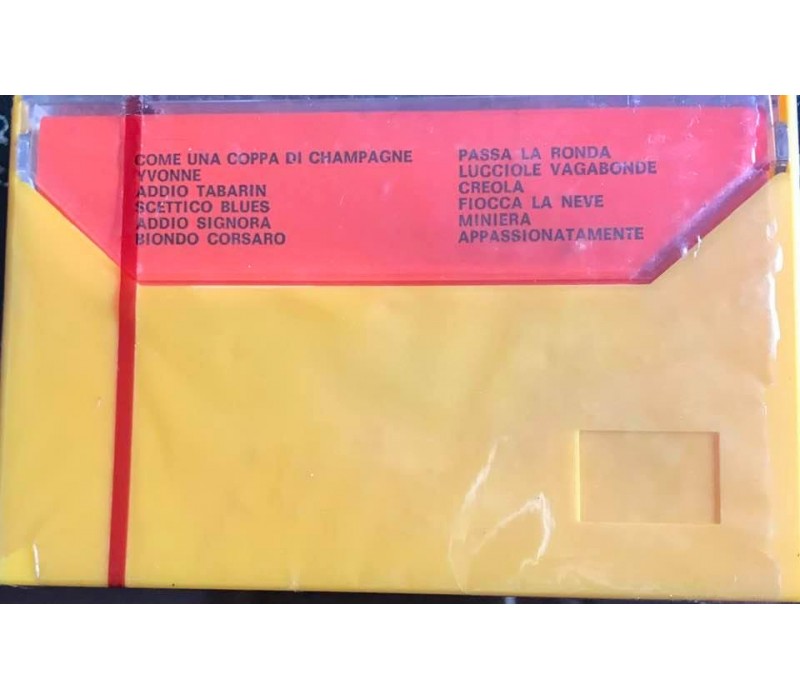 COME UNA COPPA DI CHAMPAGNE
YVONNE
ADDIO TABARIN
SCETTICO BLUES
ADDIO SIGNORA
BIONDO CORSARO
PASSA LA RONDA
LUCCIOLE VAGABONDE
CREOLA
FIOCCA LA NEVE
MINIERA
APPASSIONATAMENTE